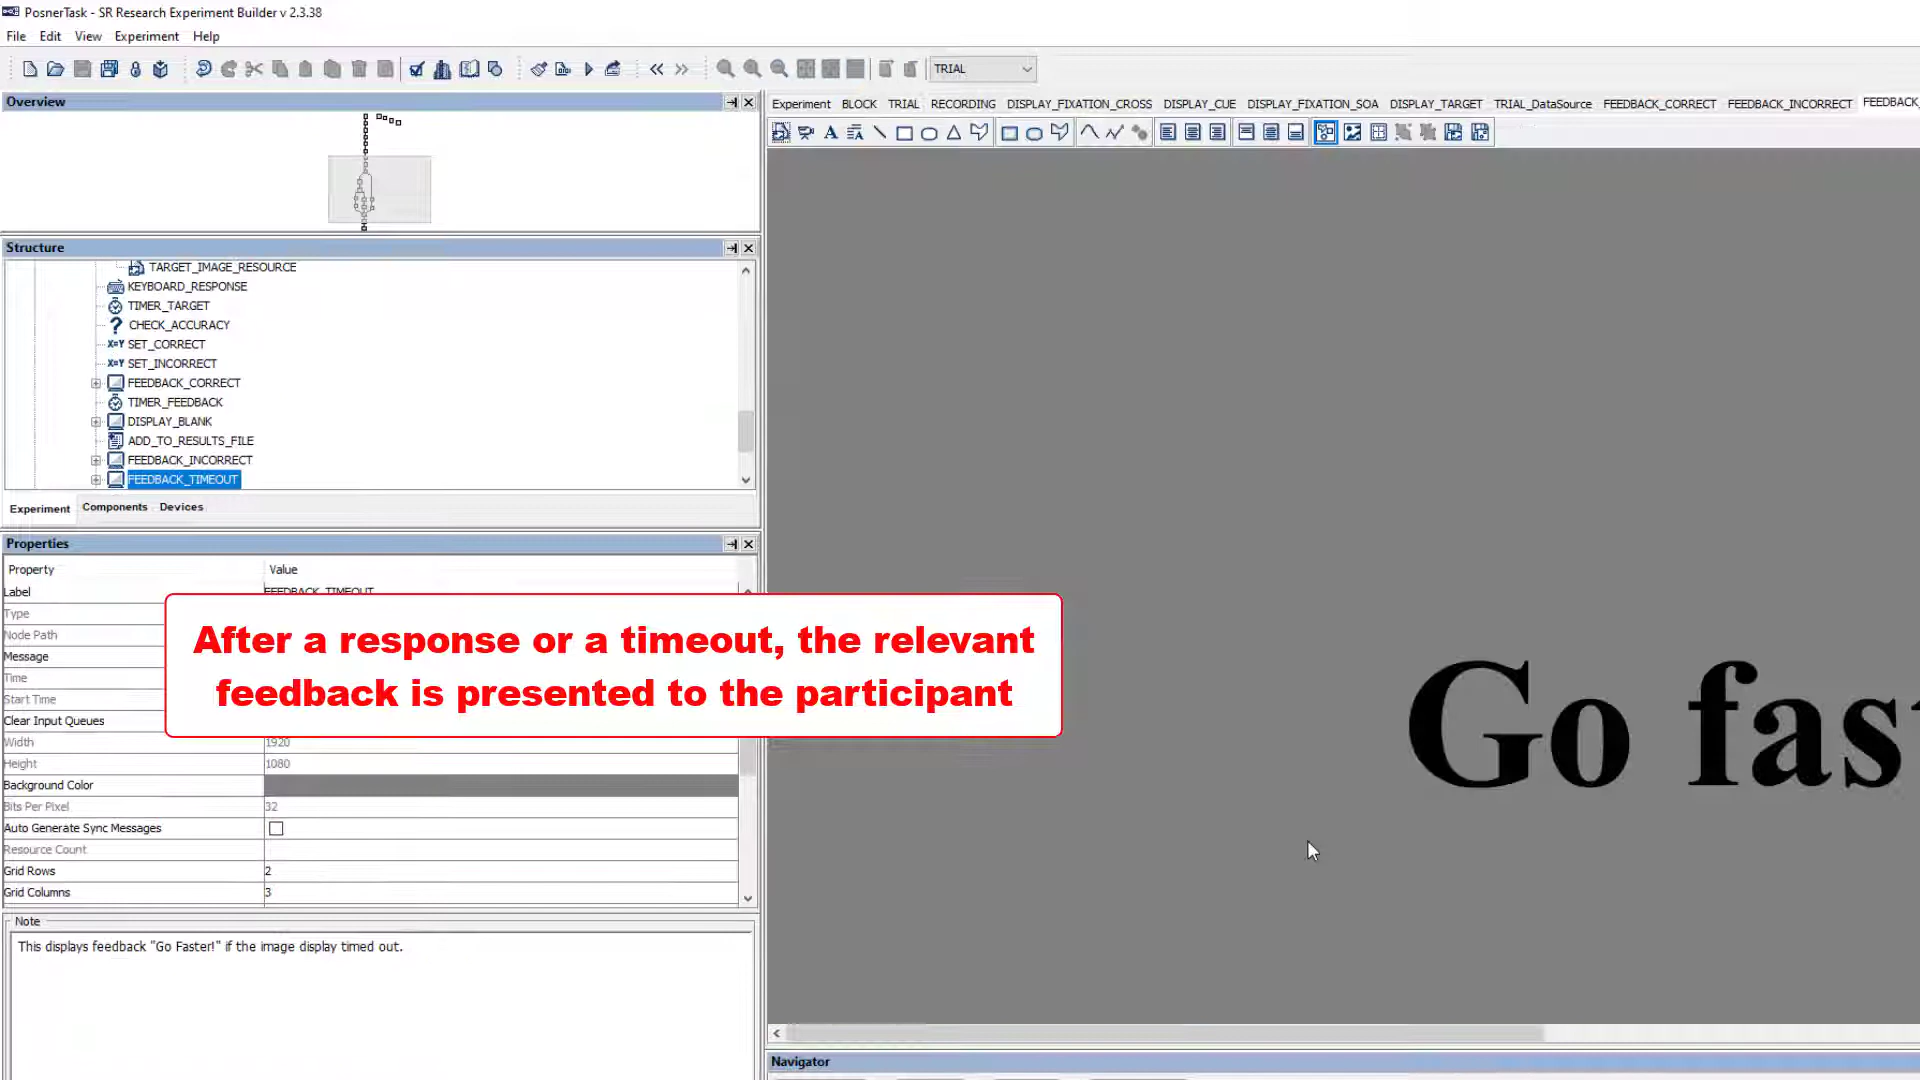 PosnerTask - SR Research Experiment Builder v 2.3.38
File Edit View Experiment Help
TRIAL
Overview
Experiment BLOCK TRIAL RECORDING DISPLAY_FIXATION_CROSS DISPLAY_CUE DISPLAY_FIXATION_SOA DISPLAY_TARGET TRIAL_DataSource FEEDBACK_CORRECT FEEDBACK_INCORRECT FEEDBACK_
Structure
TARGET_IMAGE_RESOURCE
KEYBOARD_RESPONSE
TIMER_TARGET
? CHECK_ACCURACY
X=Y SET_CORRECT
X=Y SET_INCORRECT
FEEDBACK_CORRECT
TIMER_FEEDBACK
DISPLAY_BLANK
ADD_TO_RESULTS_FILE
FEEDBACK_INCORRECT
FEEDBACK_TIMEOUT
Experiment Components Devices
Properties
Property Value
Label FEEDBACK_TIMEOUT
Type
Node Path
Message
Time
Start Time
Clear Input Queues
Width 1920
Height 1080
Background Color
Bits Per Pixel 32
Auto Generate Sync Messages
Resource Count
Grid Rows 2
Grid Columns 3
After a response or a timeout, the relevant
feedback is presented to the participant
Go fast
Note
This displays feedback "Go Faster!" if the image display timed out.
Navigator